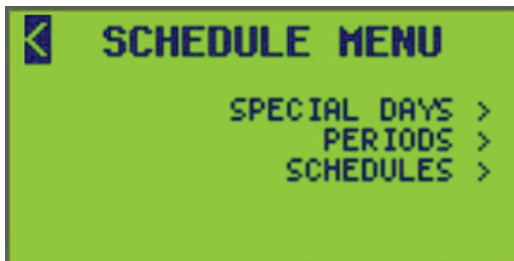 < SCHEDULE MENU
SPECIAL DAYS >
PERIODS >
SCHEDULES >